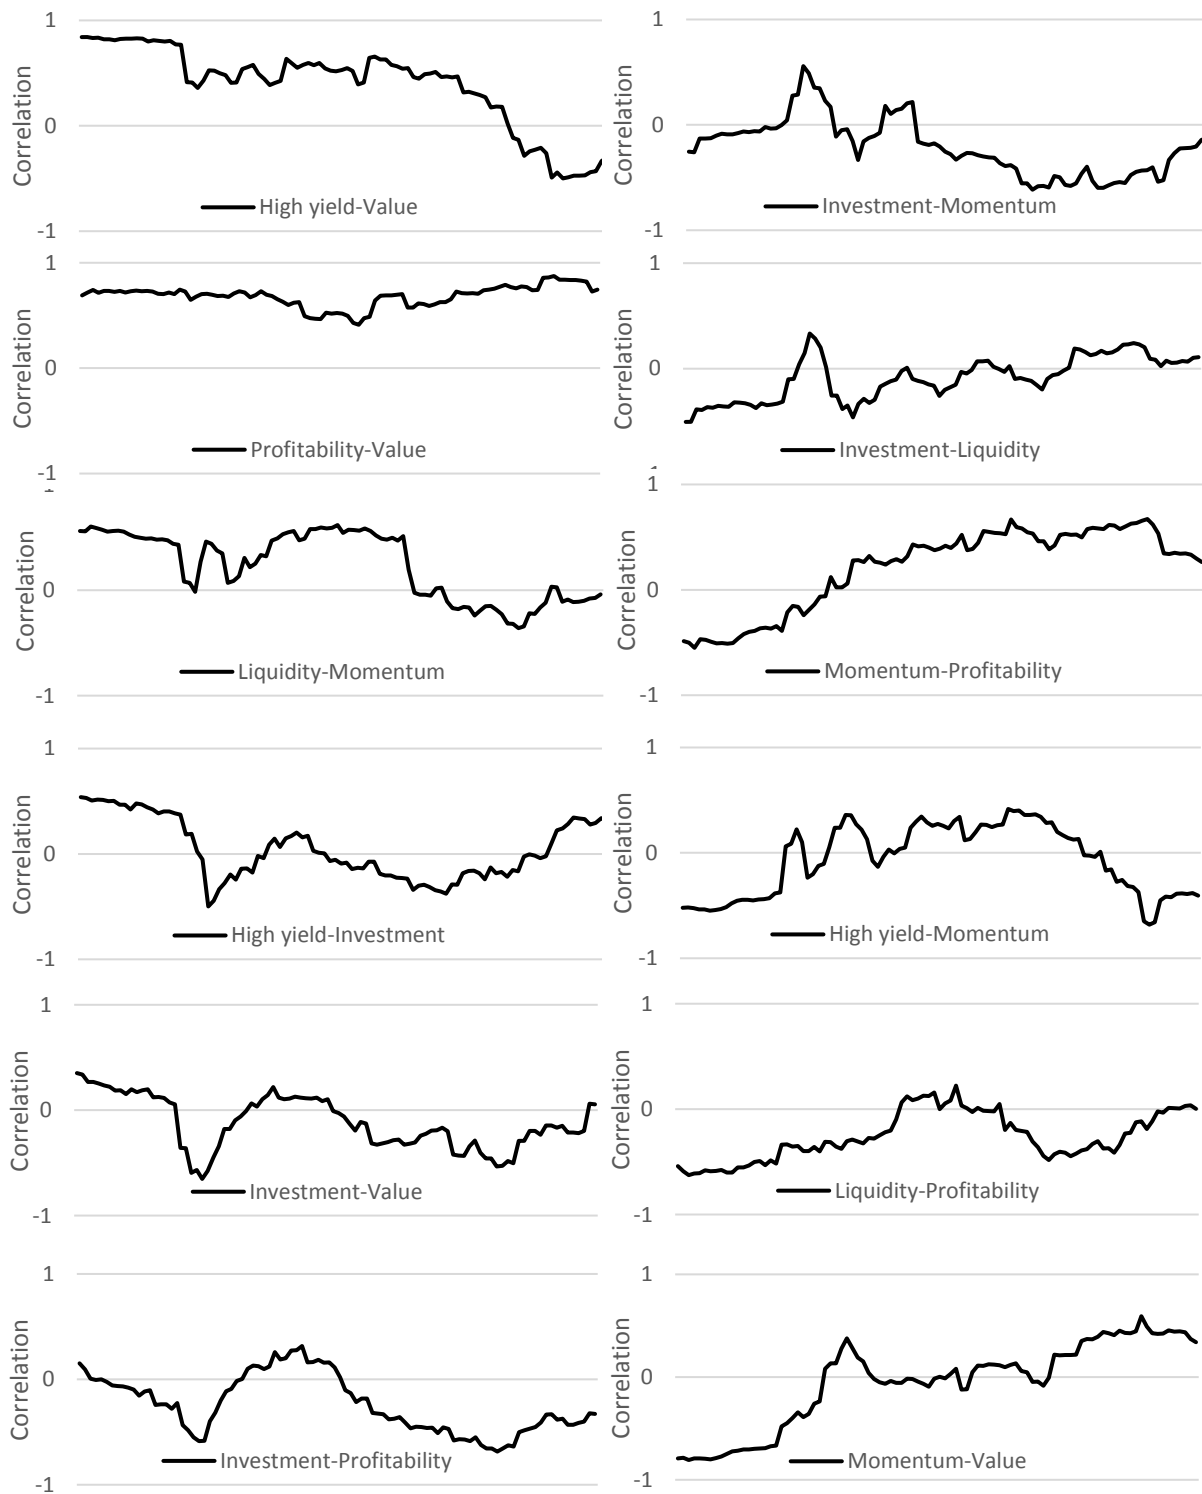 1
Correlation
0
High yield-Value
-1
1
Correlation
0
Investment-Momentum
-1
1
Correlation
0
Profitability-Value
-1
1
Correlation
0
Investment-Liquidity
Correlation
0
Liquidity-Momentum
-1
1
Correlation
0
Momentum-Profitability
-1
1
Correlation
0
High yield-Investment
-1
1
Correlation
0
High yield-Momentum
-1
1
Correlation
0
Investment-Value
-1
1
Correlation
0
Liquidity-Profitability
-1
1
Correlation
0
Investment-Profitability
-1
1
Correlation
0
Momentum-Value
-1